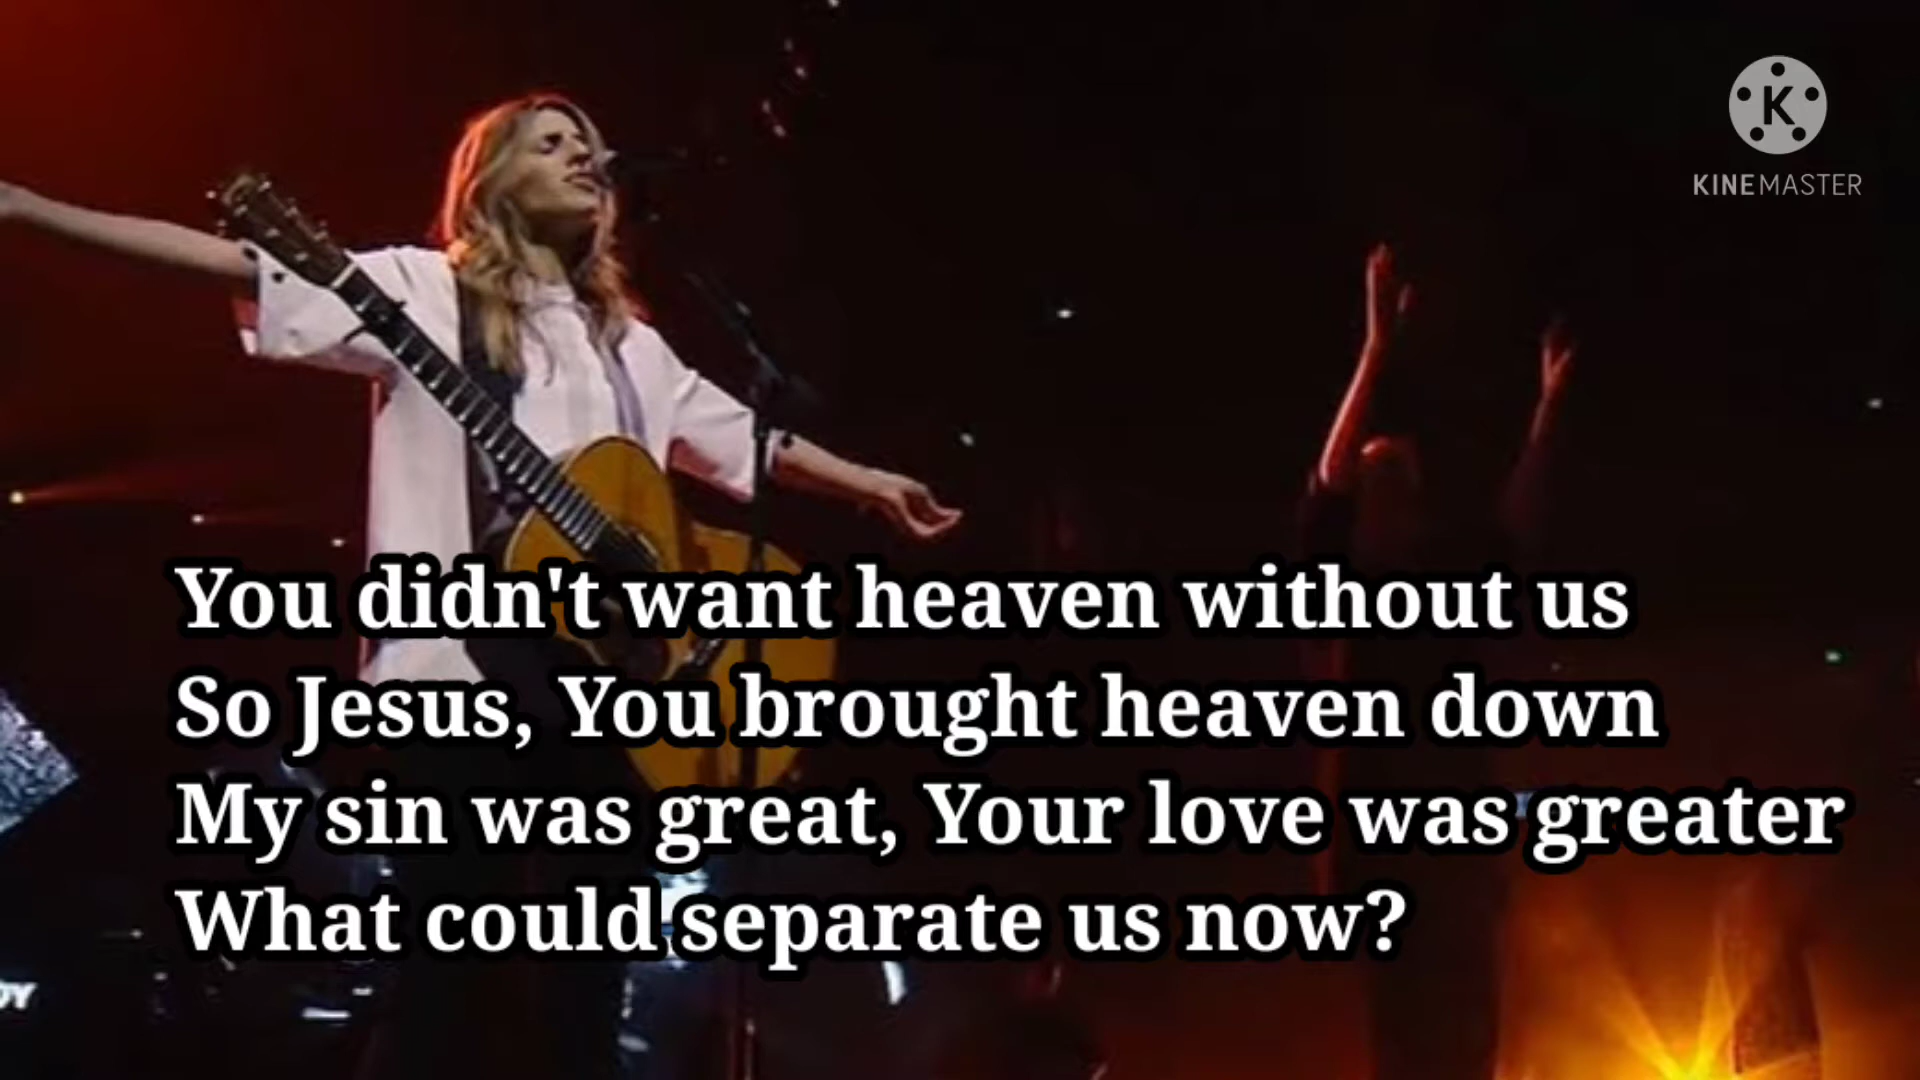 K
KINEMASTER
You didn't want heaven without us
So Jesus, You brought heaven down
My sin was great, Your love was greater
What could separate us now?
OY